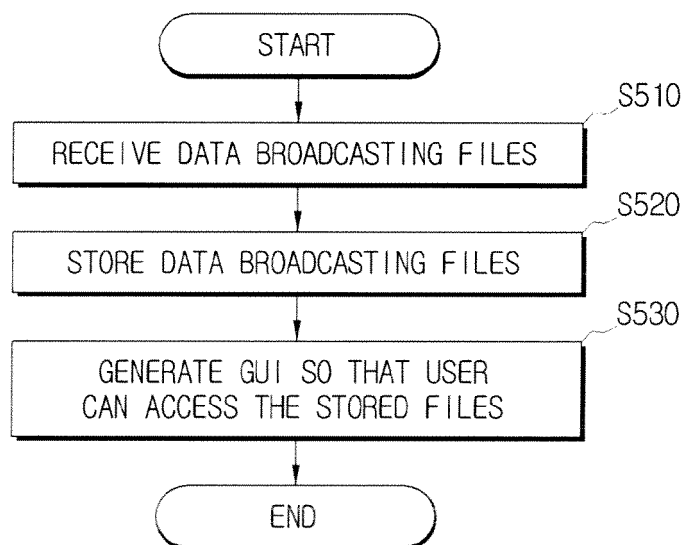 START
S510
RECEIVE DATA BROADCASTING FILES
S520
STORE DATA BROADCASTING FILES
S530
GENERATE GUI SO THAT USER
CAN ACCESS THE STORED FILES
END